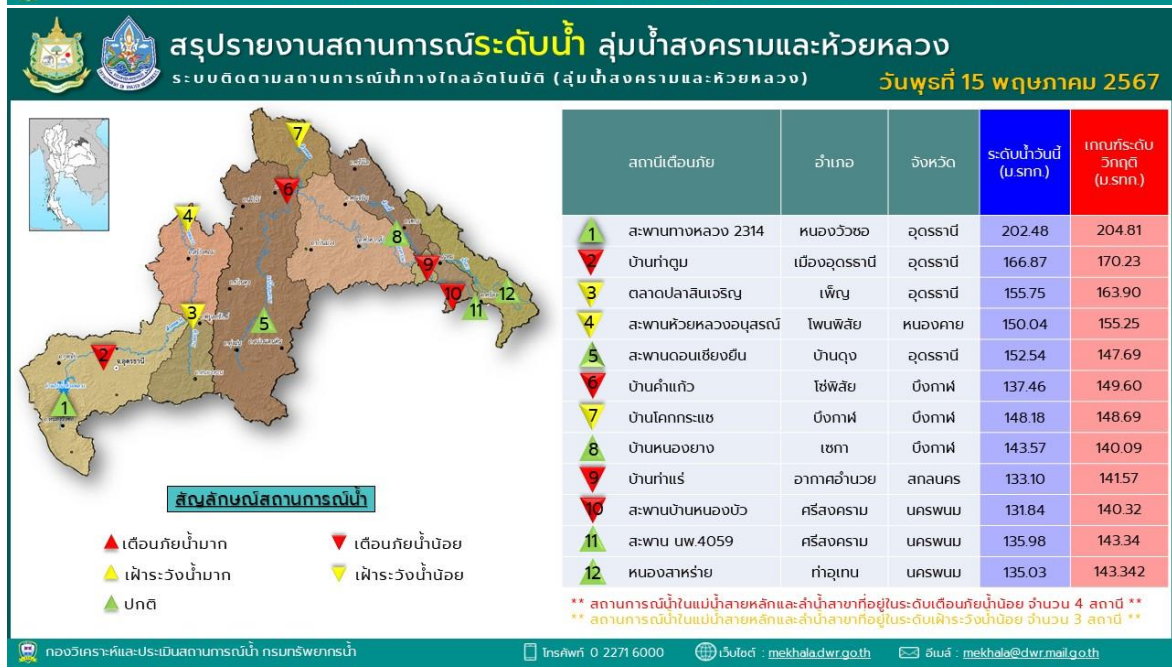 สรุปรายงานสถานการณ์ระดับน้ำ ลุ่มน้ำสงครามและห้วยหลวง
ระบบติดตามสถานการณ์น้ำทางไกลอัตโนมัติ (ลุ่มน้ำสงครามและห้วยหลวง)
วันพุธที่ 15 พฤษภาคม 2567
7
6
4
8
9
10
12
11
3
5
2
1
สัญลักษณ์สถานการณ์น้ำ
เตือนภัยน้ำมาก เตือนภัยน้ำน้อย
เฝ้าระวังน้ำมาก เฝ้าระวังน้ำน้อย
ปกติ
สถานีเตือนภัย อำเภอ จังหวัด ระดับน้ำวันนี้ (ม.รทก.) เกณฑ์ระดับวิกฤติ (ม.รทก.)
1 สะพานทางหลวง 2314 หนองวัวซอ อุดรธานี 202.48 204.81
2 บ้านท่าตูม เมืองอุดรธานี อุดรธานี 166.87 170.23
3 ตลาดปลาสินเจริญ เพ็ญ อุดรธานี 155.75 163.90
4 สะพานห้วยหลวงอนุสรณ์ โพนพิสัย หนองคาย 150.04 155.25
5 สะพานดอนเชียงยืน บ้านดุง อุดรธานี 152.54 147.69
6 บ้านคำแก้ว โซ่พิสัย บึงกาฬ 137.46 149.60
7 บ้านโคกกระแซ บึงกาฬ บึงกาฬ 148.18 148.69
8 บ้านหนองยาง เซกา บึงกาฬ 143.57 140.09
9 บ้านท่าแร่ อากาศอำนวย สกลนคร 133.10 141.57
10 สะพานบ้านหนองบัว ศรีสงคราม นครพนม 131.84 140.32
11 สะพาน นพ.4059 ศรีสงคราม นครพนม 135.98 143.34
12 หนองสาหร่าย ท่าอุเทน นครพนม 135.03 143.342
** สถานการณ์น้ำในแม่น้ำสายหลักและลำน้ำสาขาที่อยู่ในระดับเตือนภัยน้ำน้อย จำนวน 4 สถานี **
** สถานการณ์น้ำในแม่น้ำสายหลักและลำน้ำสาขาที่อยู่ในระดับเฝ้าระวังน้ำน้อย จำนวน 3 สถานี **
กองวิเคราะห์และประเมินสถานการณ์น้ำ กรมทรัพยากรน้ำ โทรศัพท์ 0 2271 6000 เว็บไซต์ : mekhala.dwr.go.th อีเมล์ : mekhala@dwr.mail.go.th